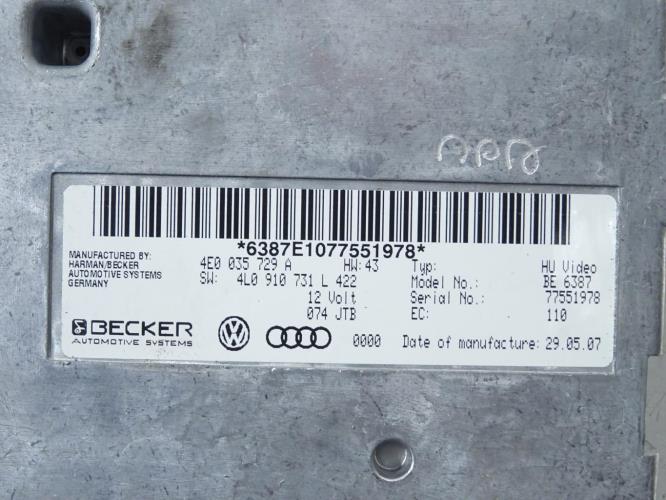 *6387E1077551978*
MANUFACTURED BY:
HARMAN/BECKER
AUTOMOTIVE SYSTEMS
GERMANY
4E0 035 729 A HW:43 Typ: HU Video
SW: 4L0 910 731 L 422 Model No.: BE 6387
12 Volt Serial No.: 77551978
074 JTB EC: 110
BECKER
AUTOMOTIVE SYSTEMS
0000 Date of manufacture: 29.05.07